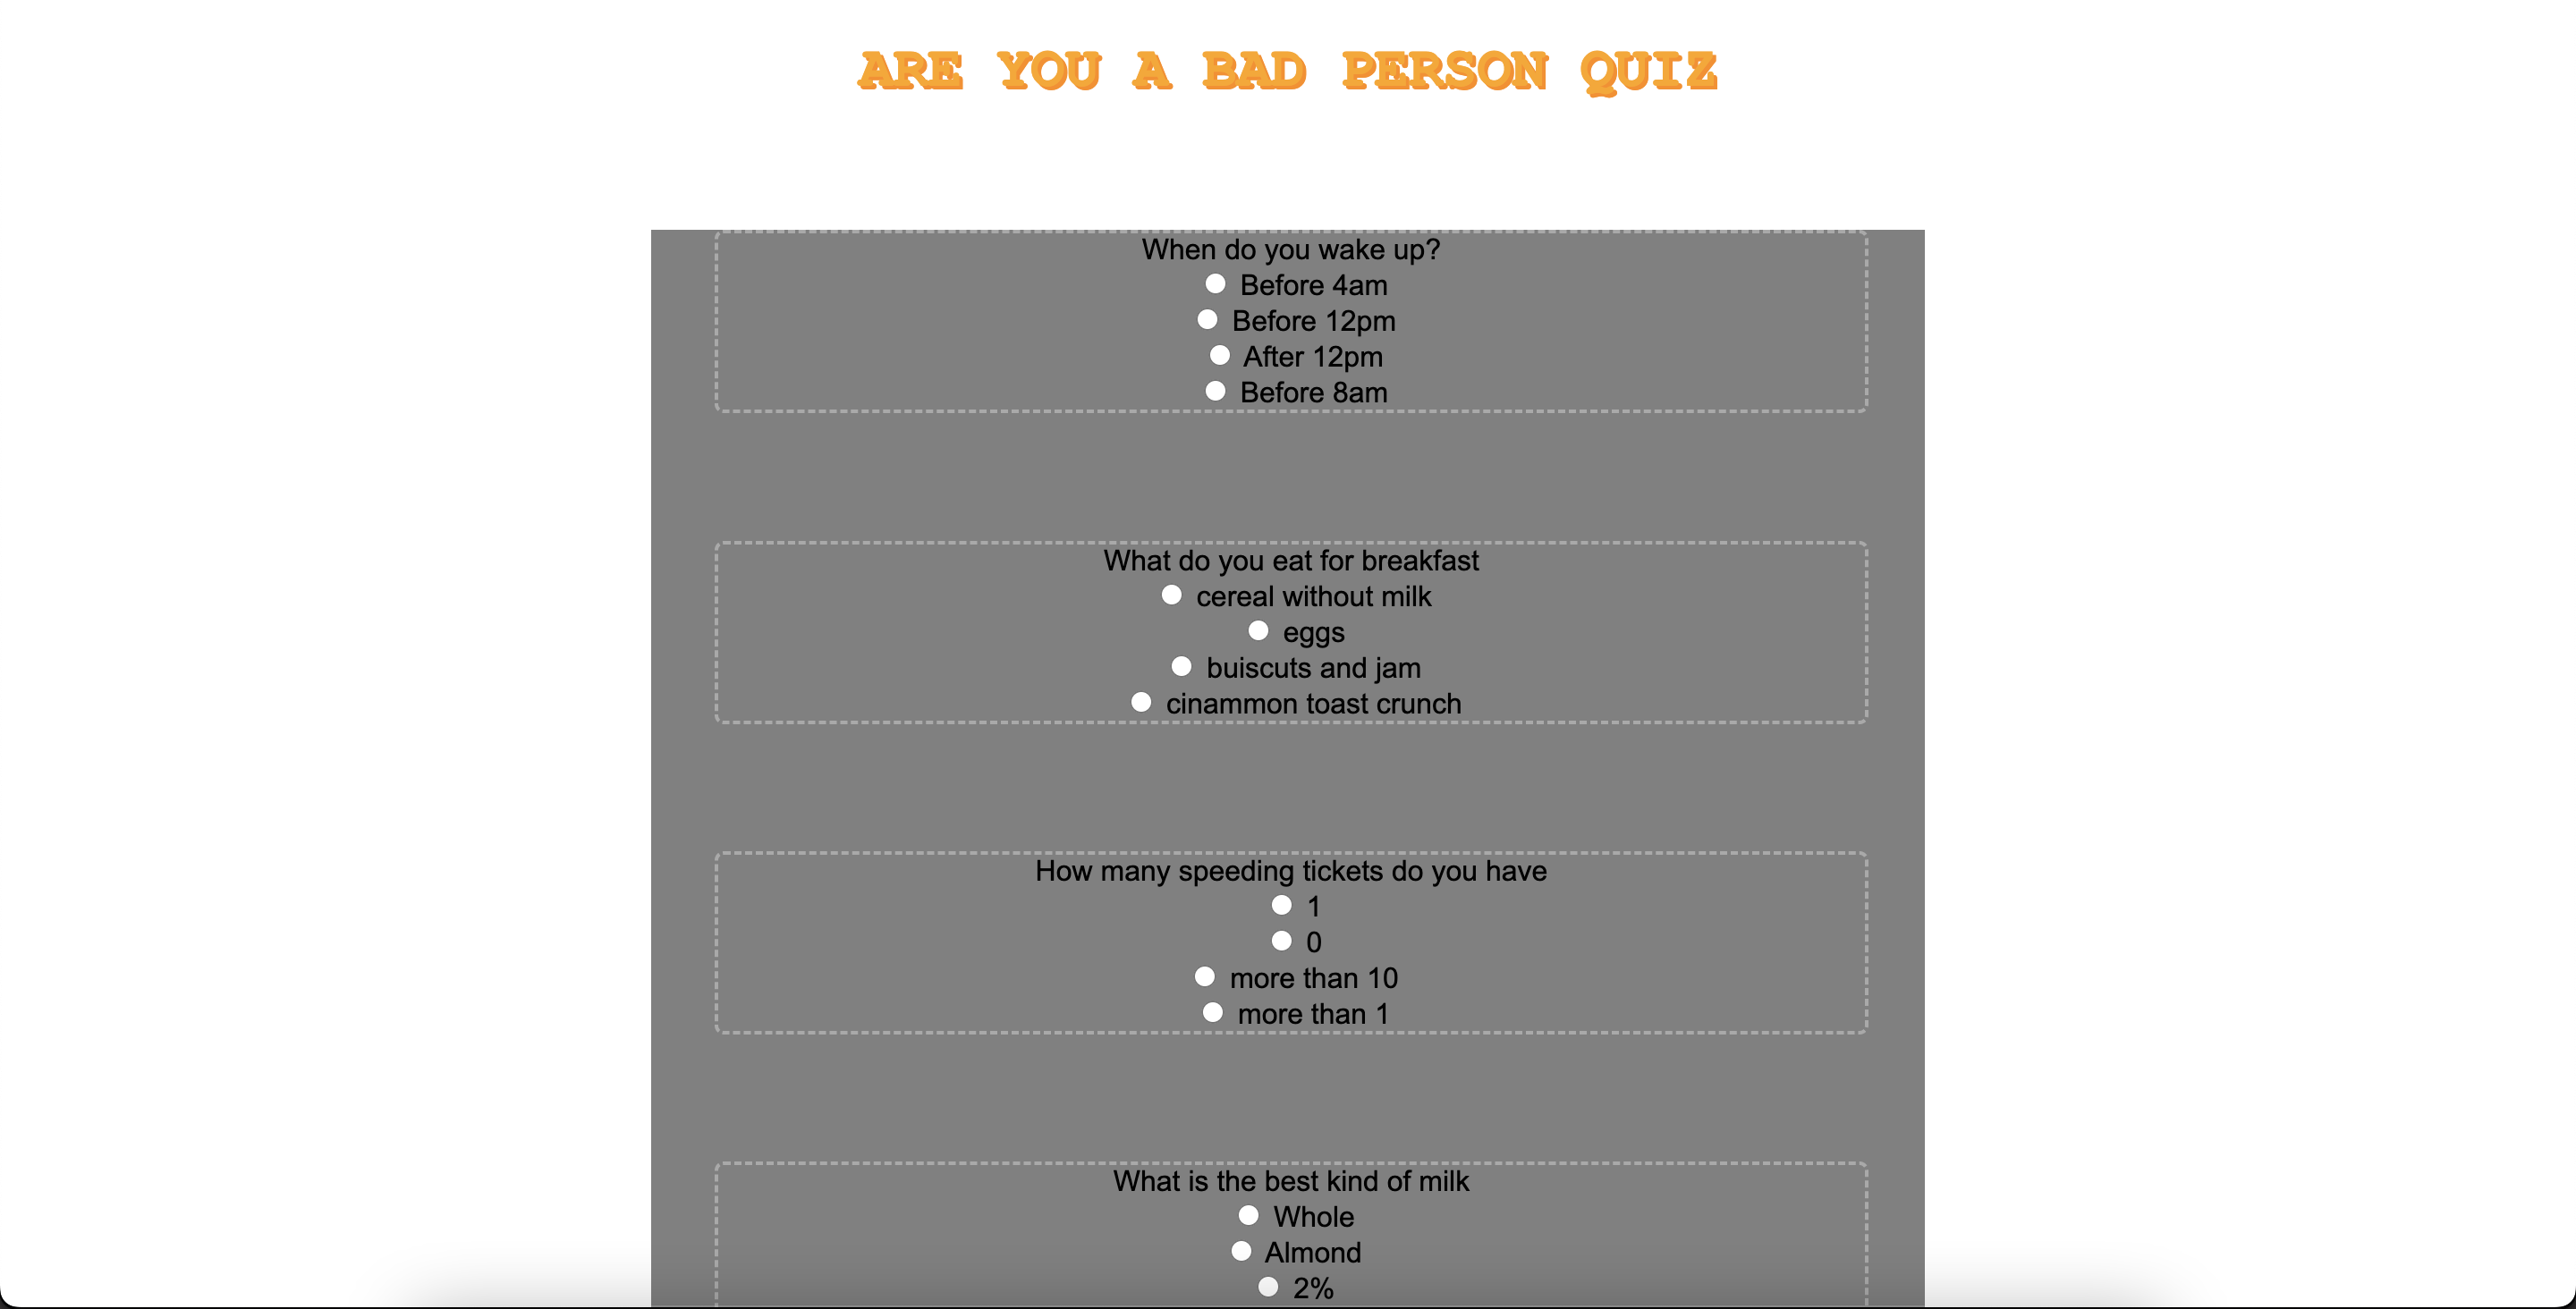 ARE YOU A BAD PERSON QUIZ
When do you wake up?
Before 4am
Before 12pm
After 12pm
Before 8am
What do you eat for breakfast
cereal without milk
eggs
buiscuts and jam
cinammon toast crunch
How many speeding tickets do you have
1
0
more than 10
more than 1
What is the best kind of milk
Whole
Almond
2%